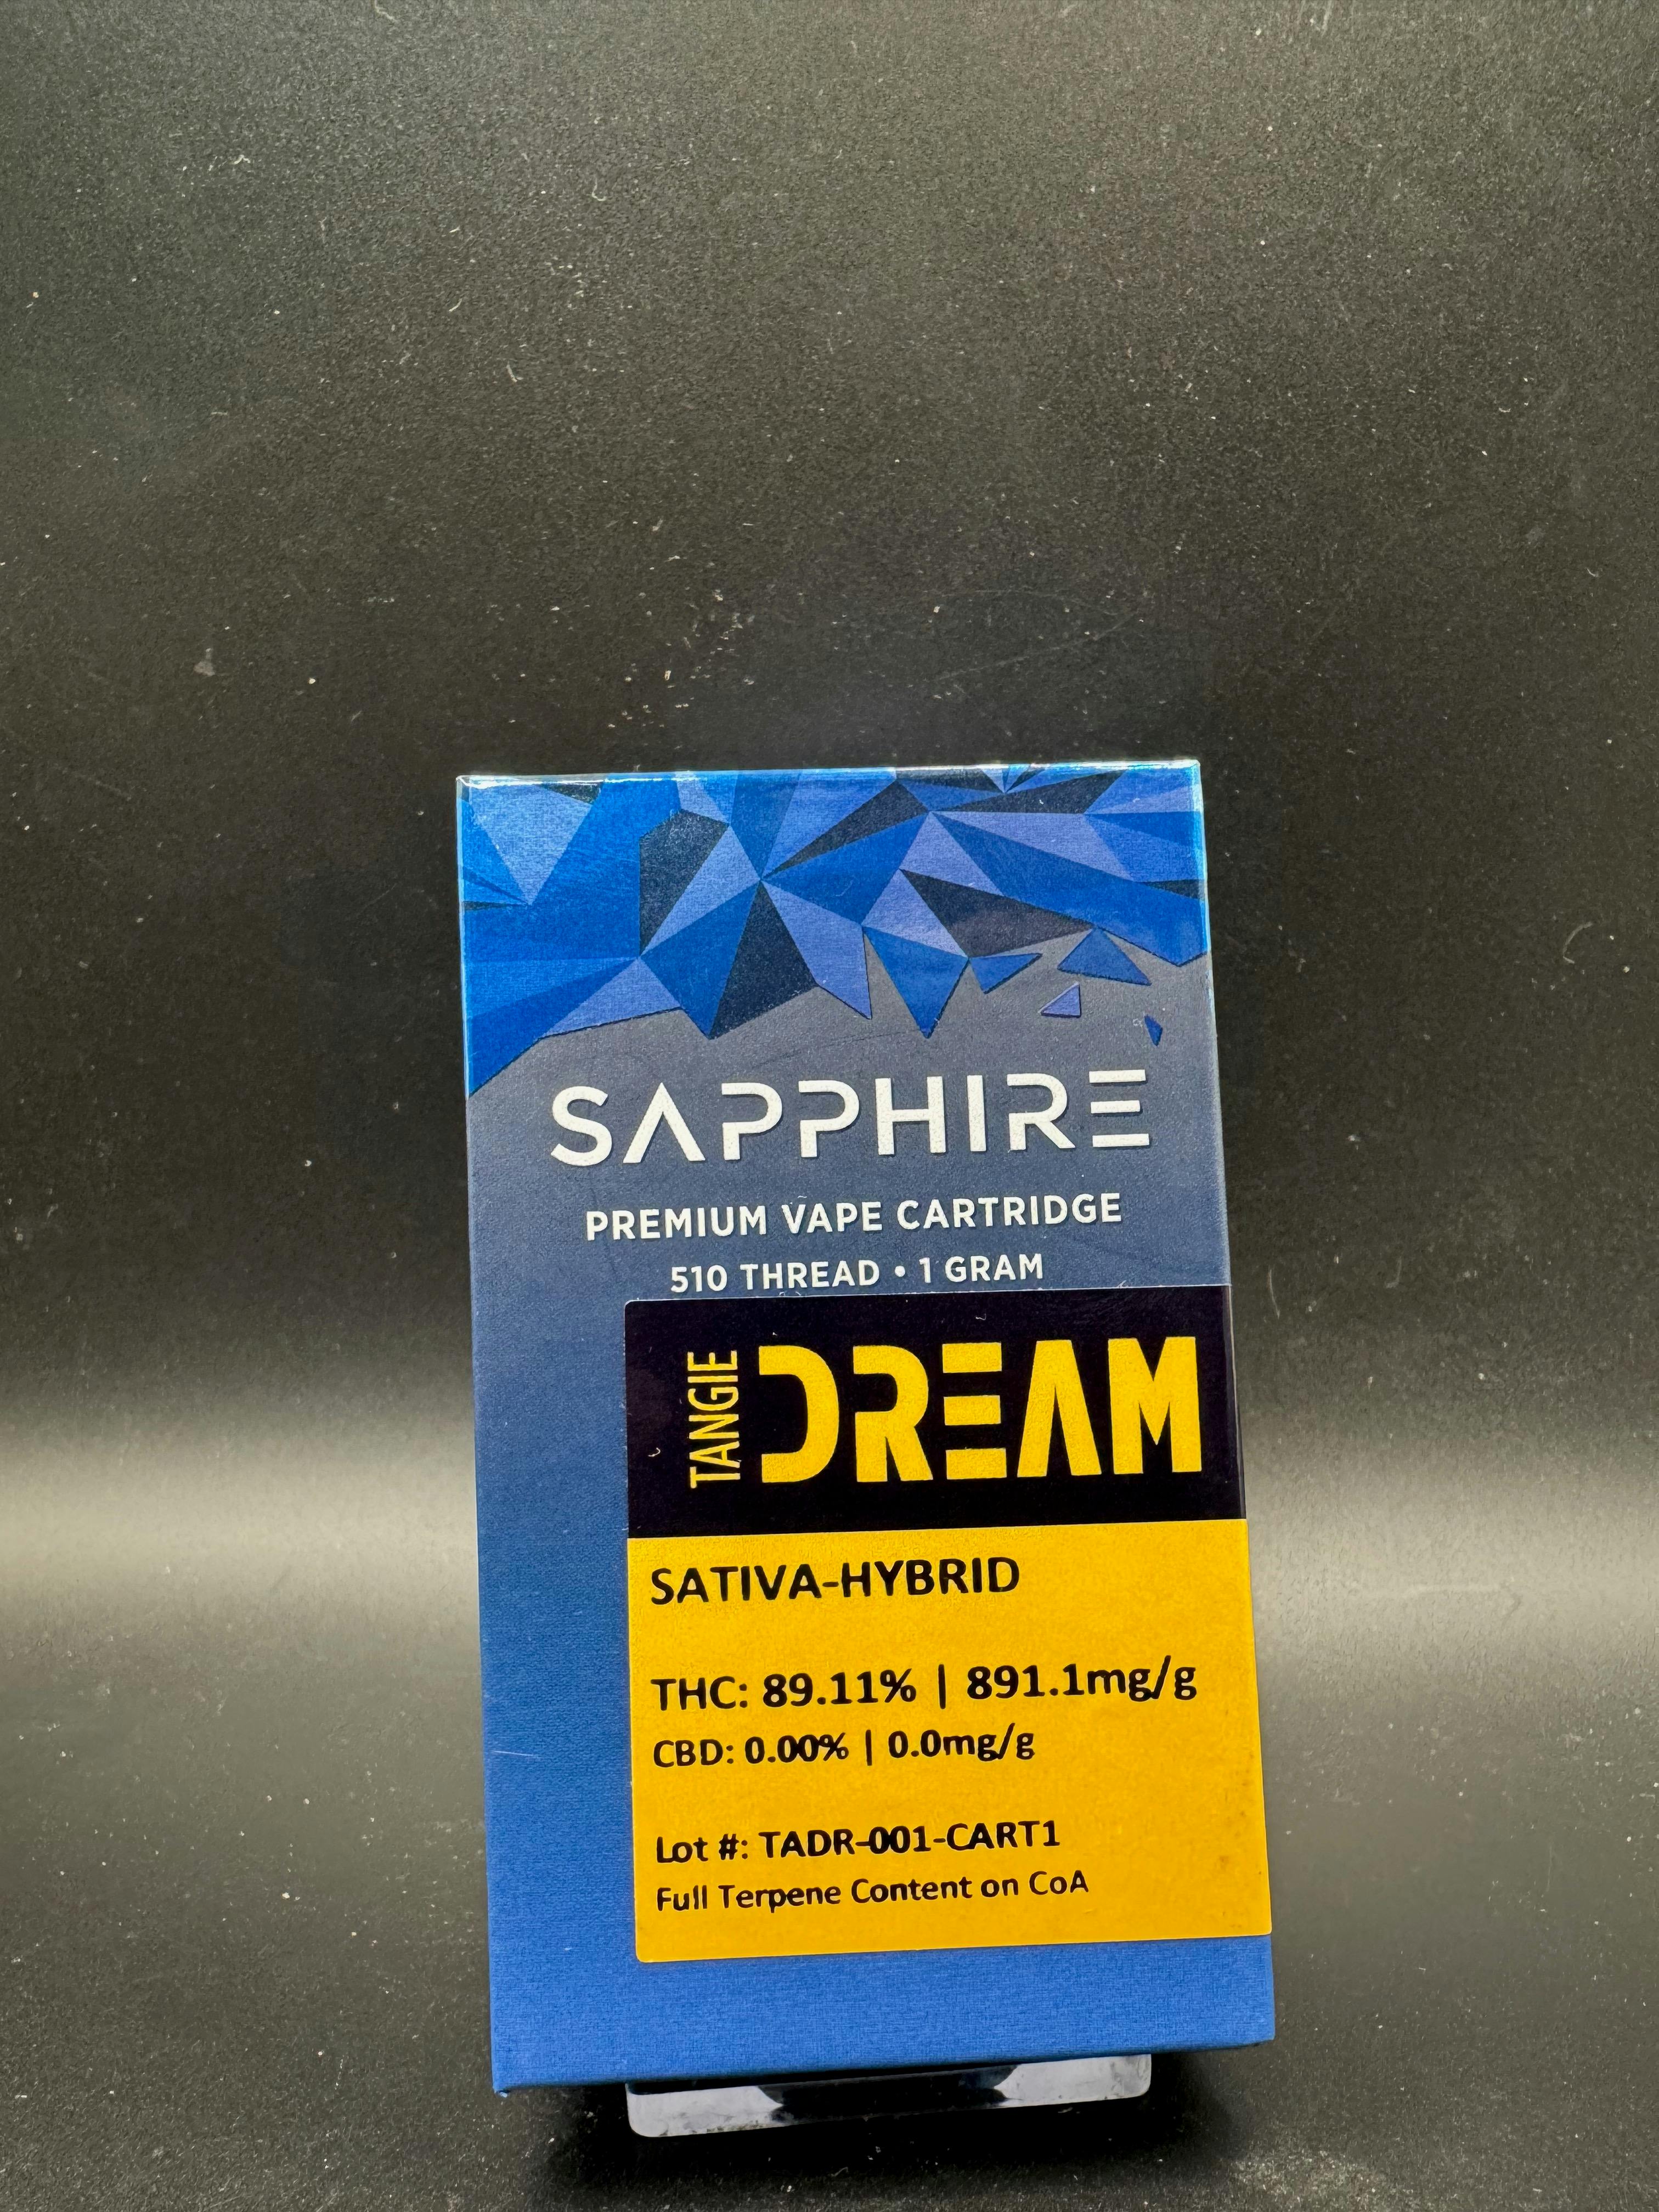 SAPPHIRE
PREMIUM VAPE CARTRIDGE
510 THREAD • 1 GRAM
TANGIE DREAM
SATIVA-HYBRID
THC: 89.11% | 891.1mg/g
CBD: 0.00% | 0.0mg/g
Lot #: TADR-001-CART1
Full Terpene Content on CoA